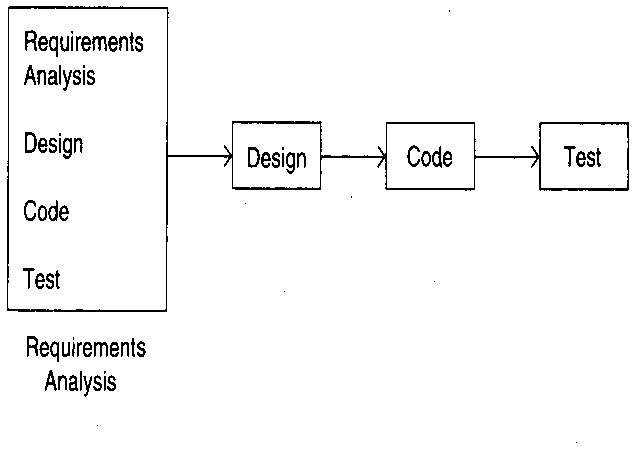 Requirements
Analysis
Design
Code
Test
Design
Code
Test
Requirements
Analysis